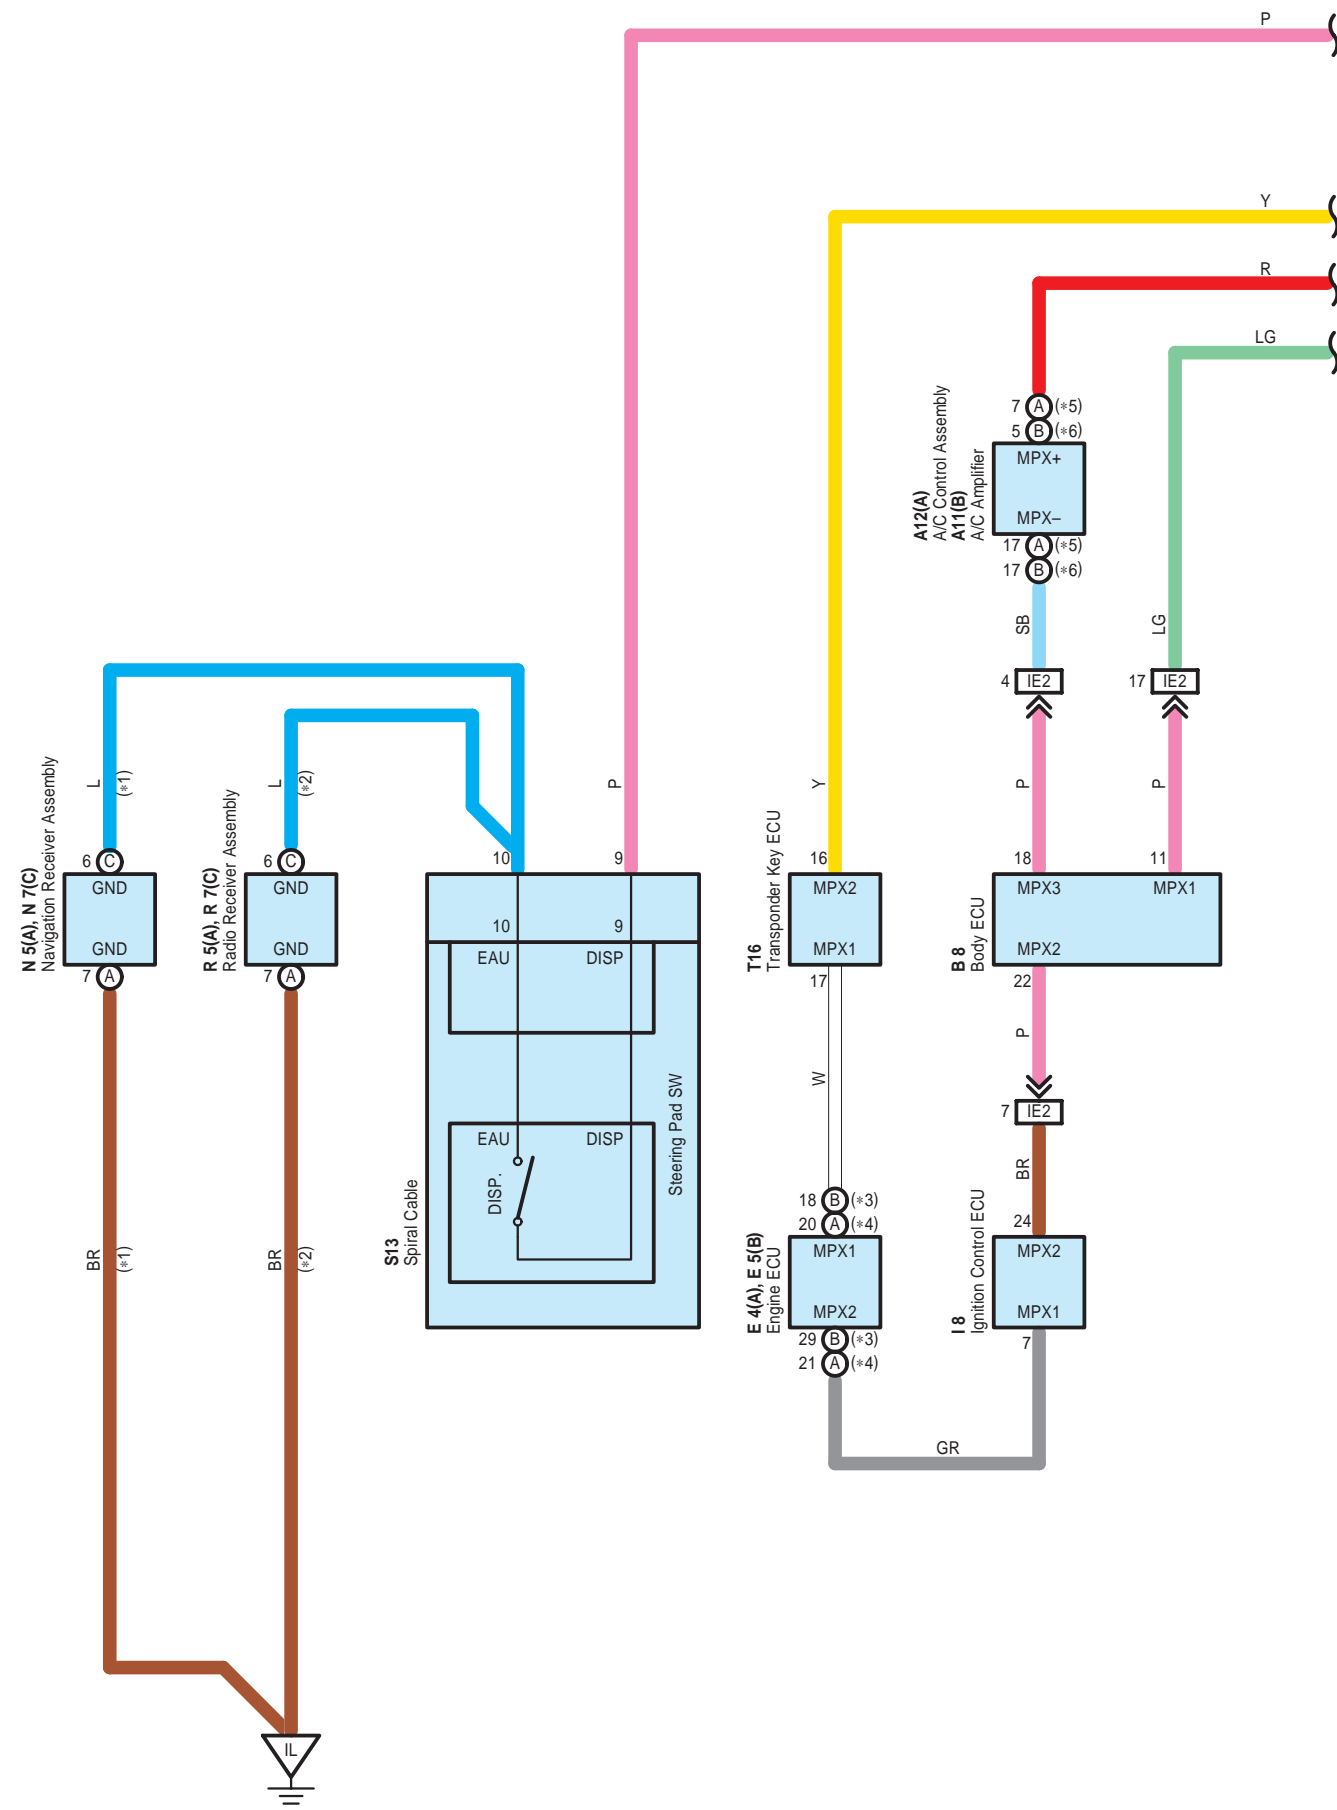 P
Y
R
LG
7 A (*5)
5 B (*6)
MPX+
MPX–
A12(A)
A/C Control Assembly
A11(B)
A/C Amplifier
17 A (*5)
17 B (*6)
SB
LG
4 IE2
17 IE2
L
(*1)
L
(*2)
P
Y
P
P
N 5(A), N 7(C)
Navigation Receiver Assembly
6 C
GND
GND
7 A
R 5(A), R 7(C)
Radio Receiver Assembly
6 C
GND
GND
7 A
10
9
10
9
EAU
DISP
EAU
DISP
DISP.
Steering Pad SW
S13
Spiral Cable
T16
Transponder Key ECU
16
MPX2
MPX1
17
B 8
Body ECU
18
11
MPX3
MPX1
MPX2
22
P
W
7 IE2
BR
18 B (*3)
20 A (*4)
E 4(A), E 5(B)
Engine ECU
MPX1
MPX2
29 B (*3)
21 A (*4)
I 8
Ignition Control ECU
24
MPX2
MPX1
7
BR
(*1)
BR
(*2)
GR
IL